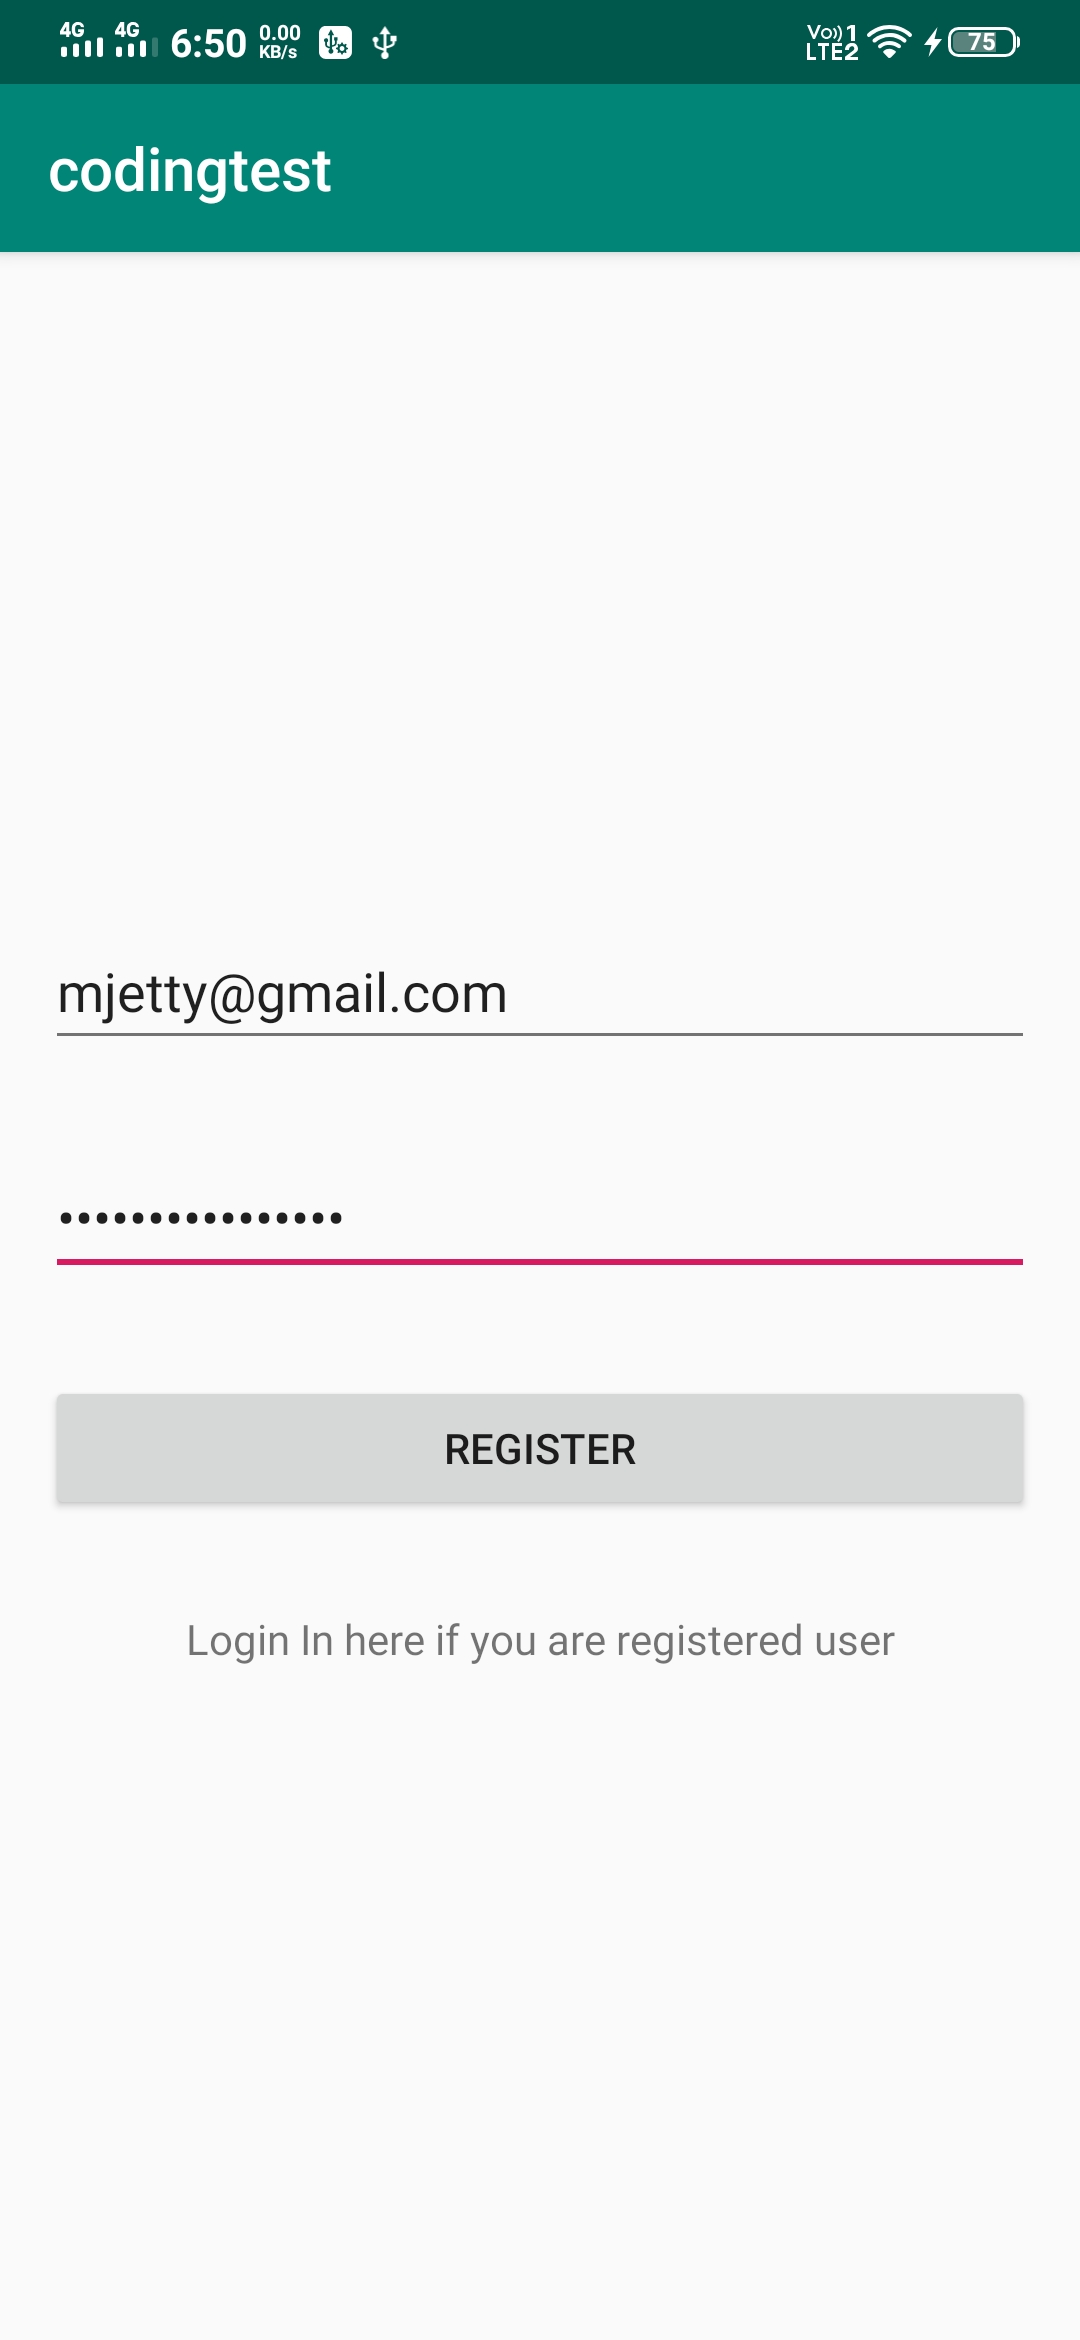 4G 4G 6:50 0.00 KB/s Vo)) 1 LTE2 75
codingtest
mjetty@gmail.com
••••••••••••••••
REGISTER
Login In here if you are registered user